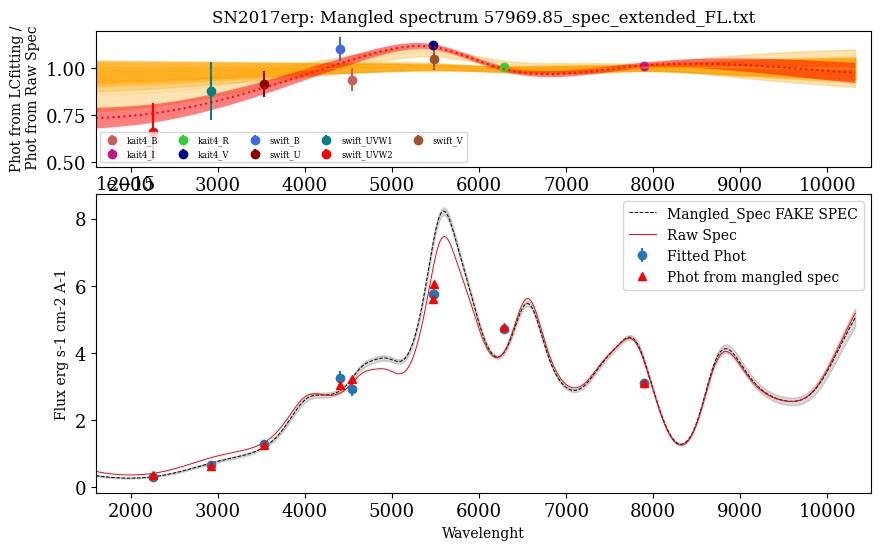 SN2017erp: Mangled spectrum 57969.85_spec_extended_FL.txt
Phot from LCfitting /
Phot from Raw Spec
1.00
0.75
0.50
kait4_B
kait4_R
swift_B
swift_UVW1
swift_V
kait4_I
kait4_V
swift_U
swift_UVW2
2000 3000 4000 5000 6000 7000 8000 9000 10000
1e−15
Mangled_Spec FAKE SPEC
Raw Spec
Fitted Phot
Phot from mangled spec
Flux erg s-1 cm-2 A-1
8
6
4
2
0
2000 3000 4000 5000 6000 7000 8000 9000 10000
Wavelenght